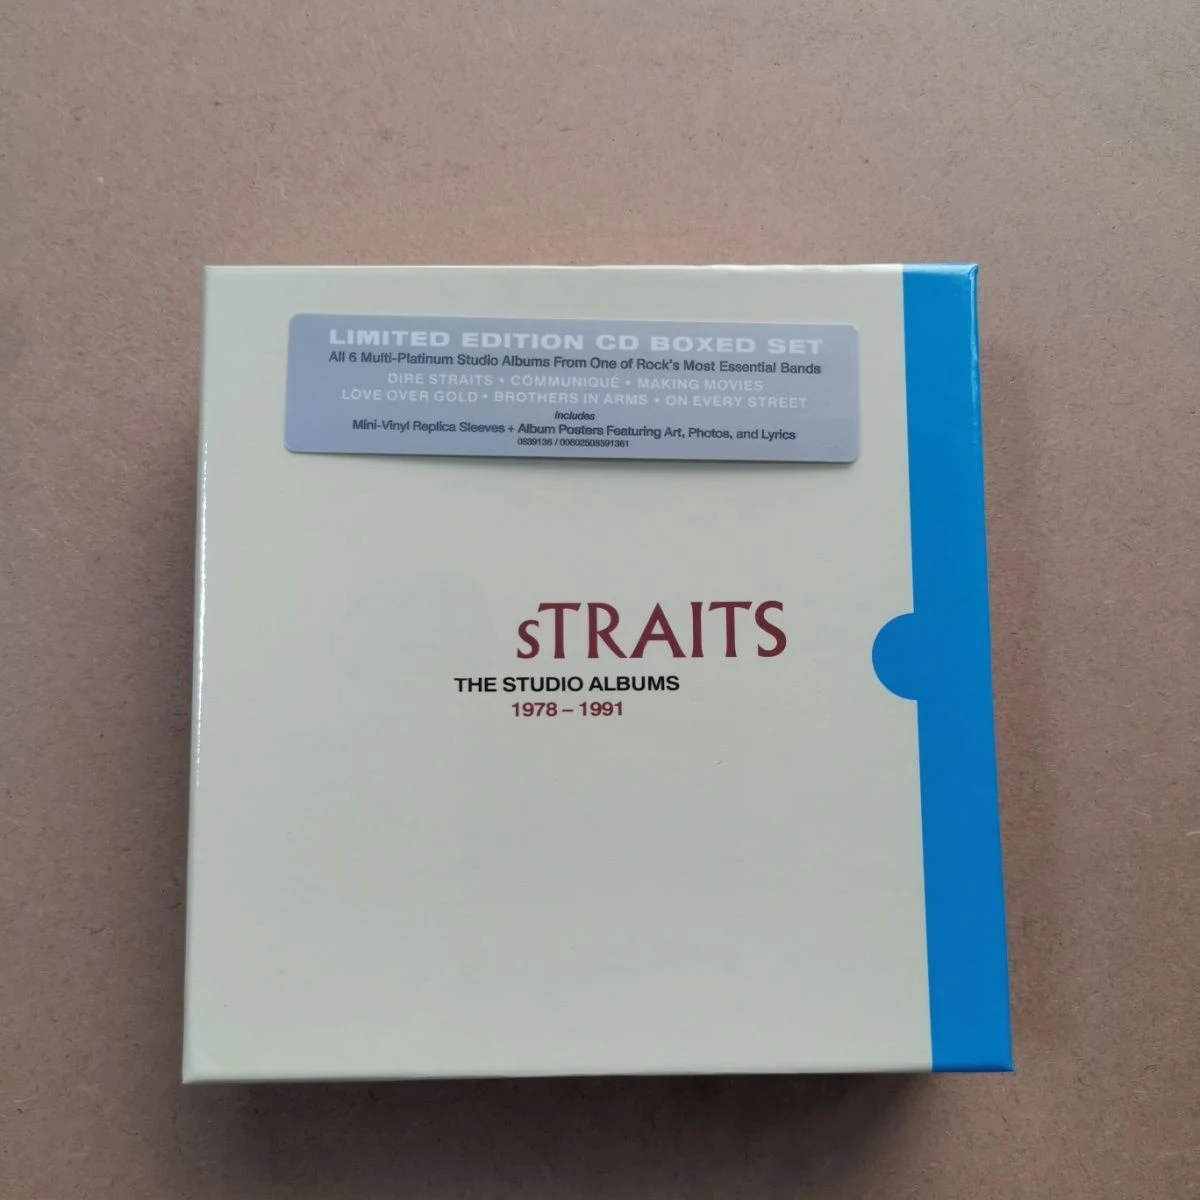 LIMITED EDITION CD BOXED SET
All 6 Multi-Platinum Studio Albums From One of Rock's Most Essential Bands
DIRE STRAITS • COMMUNIQUÉ • MAKING MOVIES
LOVE OVER GOLD • BROTHERS IN ARMS • ON EVERY STREET
Includes
Mini-Vinyl Replica Sleeves + Album Posters Featuring Art, Photos, and Lyrics
0839136 / 00602508391361
sTRAITS
THE STUDIO ALBUMS
1978 – 1991